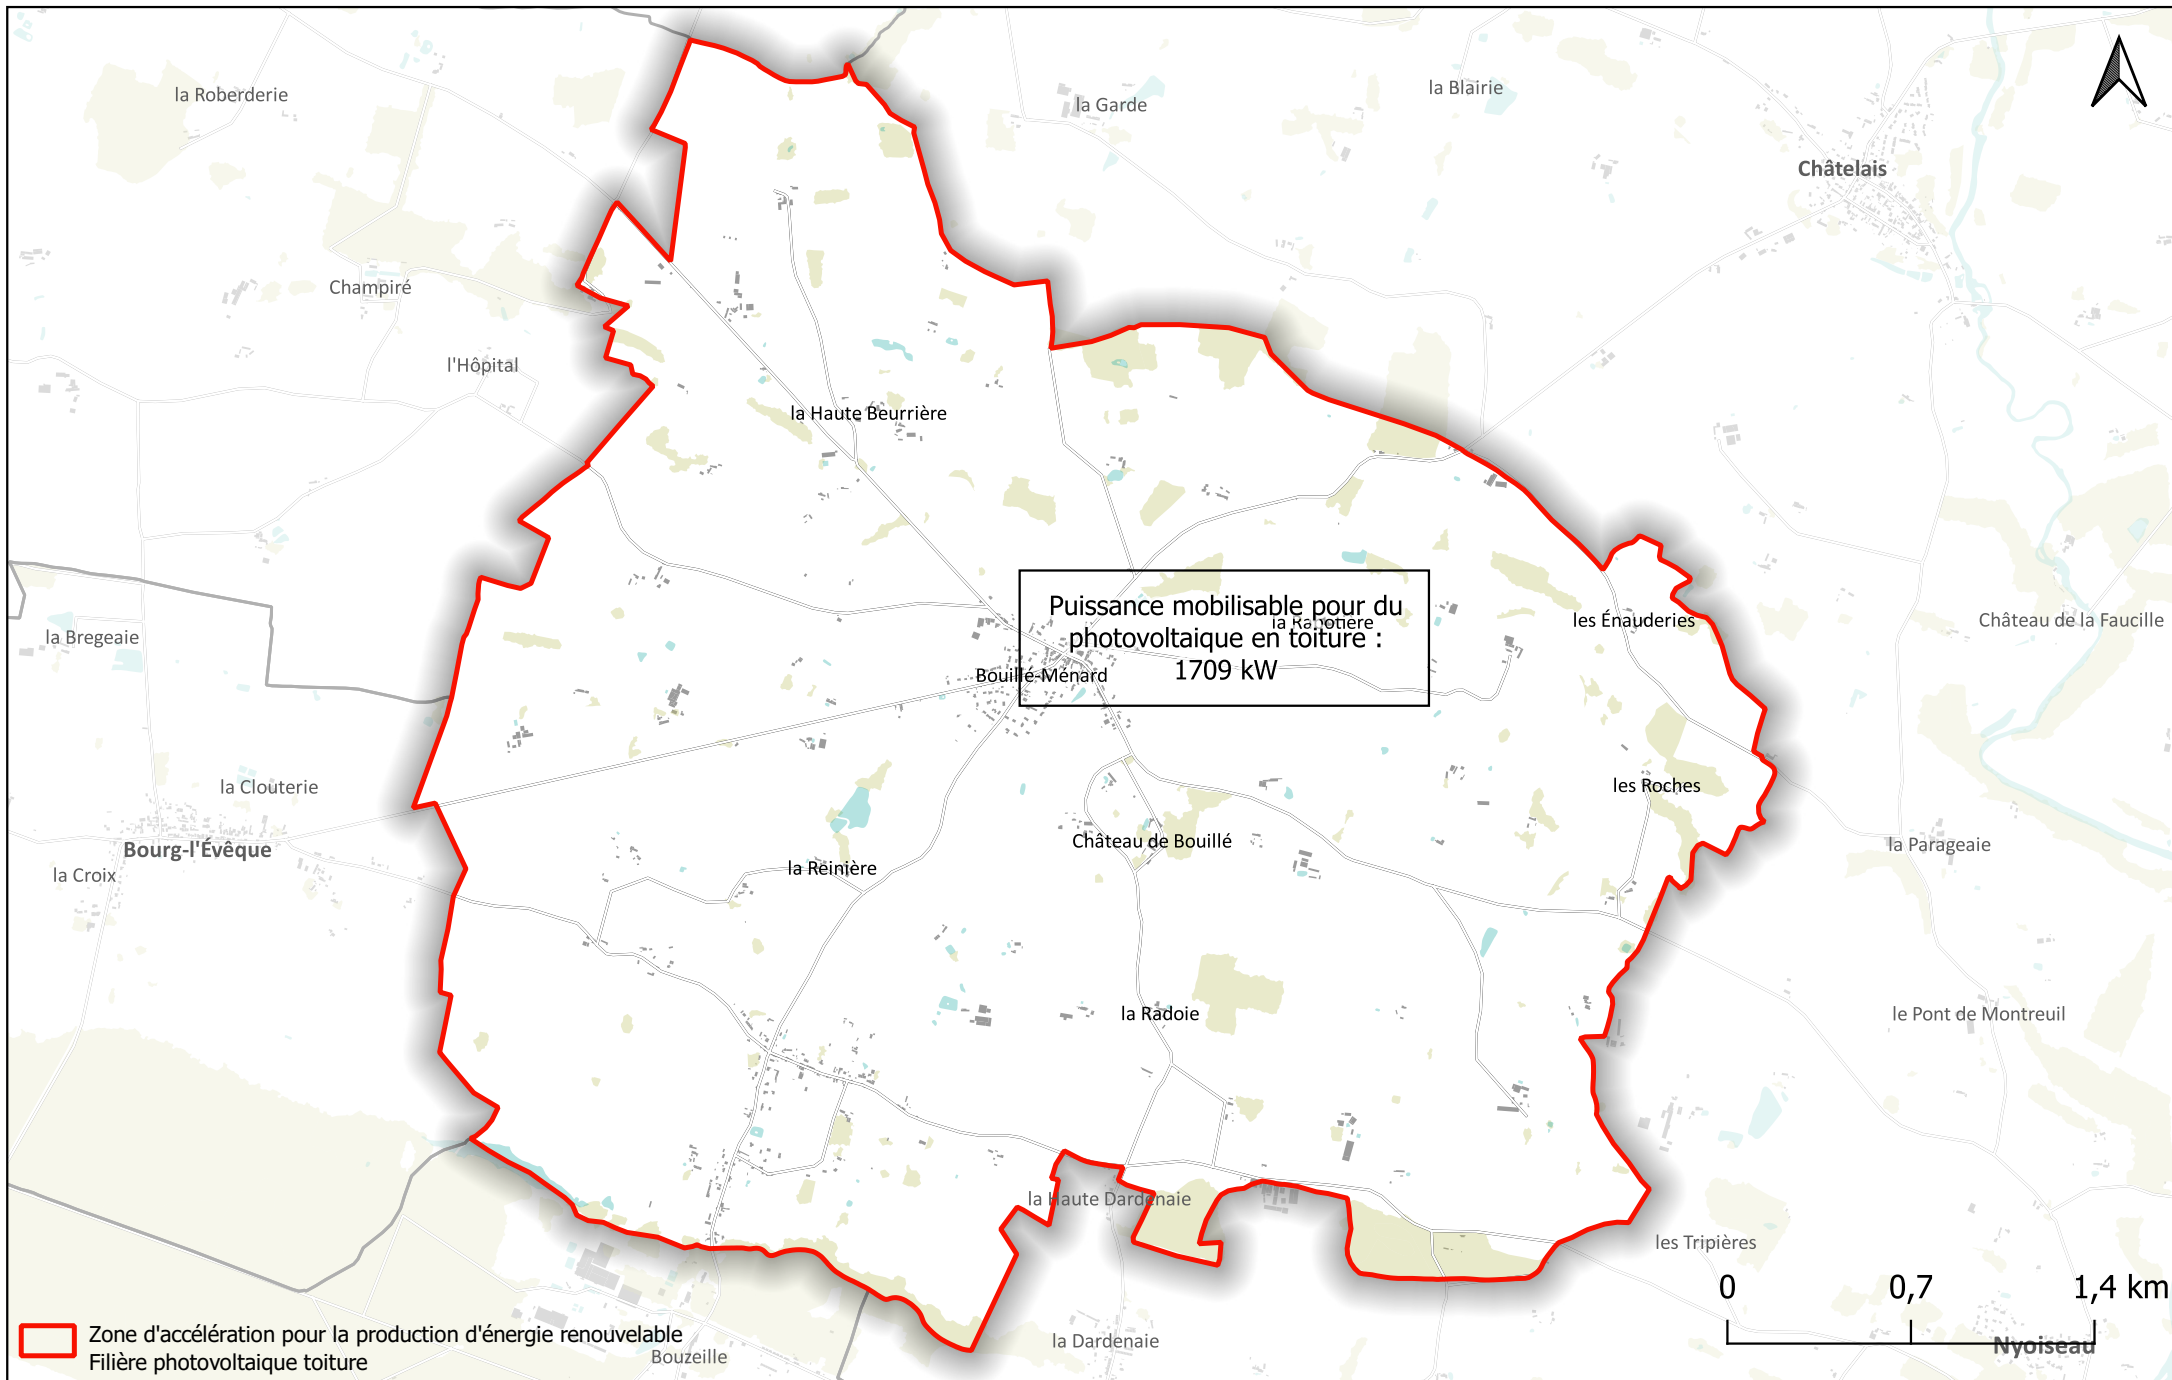 la Roberderie
la Garde
la Blairie
Châtelais
Champiré
l'Hôpital
la Haute Beurrière
Puissance mobilisable pour du
photovoltaique en toiture :
1709 kW
les Énauderies
Château de la Faucille
la Bregeaie
Bouillé-Ménard
la Clouterie
les Roches
Bourg-l'Évêque
Château de Bouillé
la Parageaie
la Croix
la Reinière
la Radoie
le Pont de Montreuil
la Haute Dardenaie
les Tripières
0 0,7 1,4 km
Zone d'accélération pour la production d'énergie renouvelable
Filière photovoltaique toiture
la Dardenaie
Nyoiseau
Bouzeille